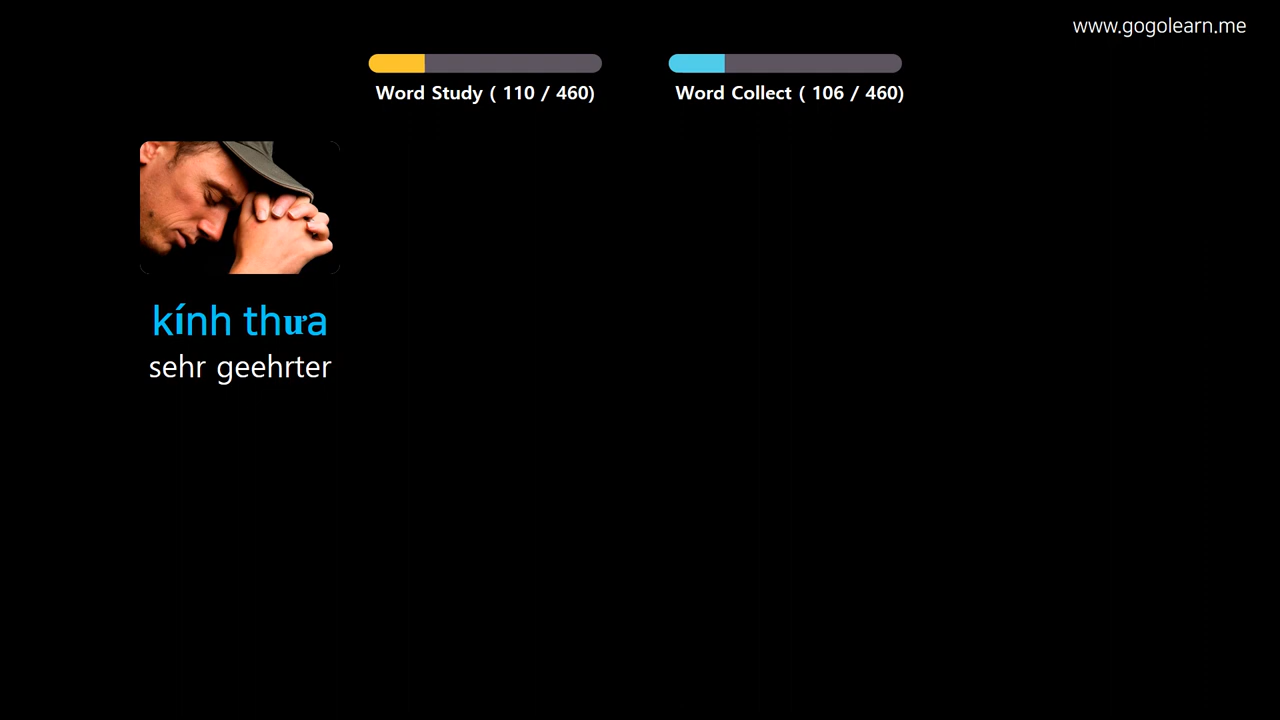 www.gogolearn.me
Word Study ( 110 / 460)
Word Collect ( 106 / 460)
kính thưa
sehr geehrter